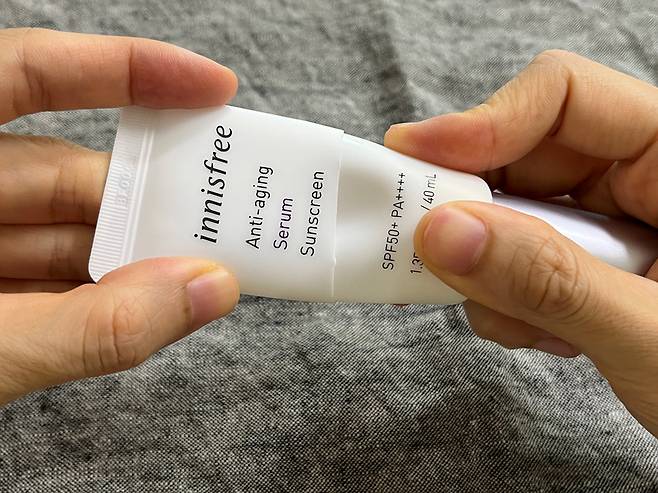 innisfree
Anti-aging
Serum
Sunscreen
SPF50+ PA++++
/ 40 mL